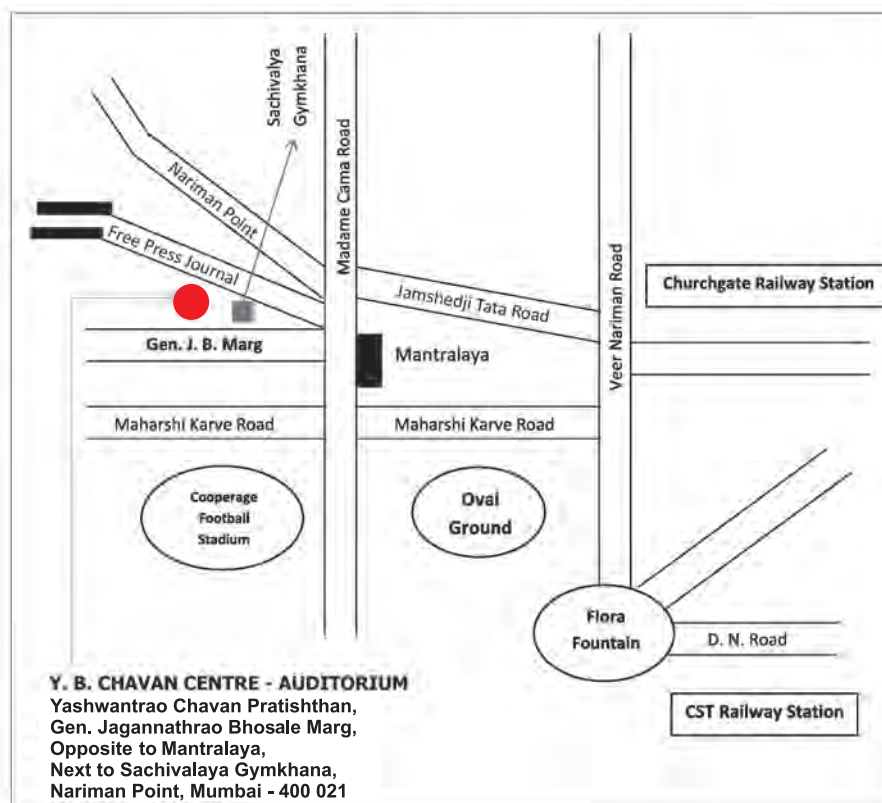 Sachivalya
Gymkhana
Madame Cama Road
Nariman Point
Free Press Journal
Veer Nariman Road
Jamshedji Tata Road
Churchgate Railway Station
Gen. J. B. Marg
Mantralaya
Maharshi Karve Road
Maharshi Karve Road
Cooperage
Football
Stadium
Oval
Ground
Flora
Fountain
D. N. Road
CST Railway Station
Y. B. CHAVAN CENTRE - AUDITORIUM
Yashwantrao Chavan Pratishthan,
Gen. Jagannathrao Bhosale Marg,
Opposite to Mantralaya,
Next to Sachivalaya Gymkhana,
Nariman Point, Mumbai - 400 021